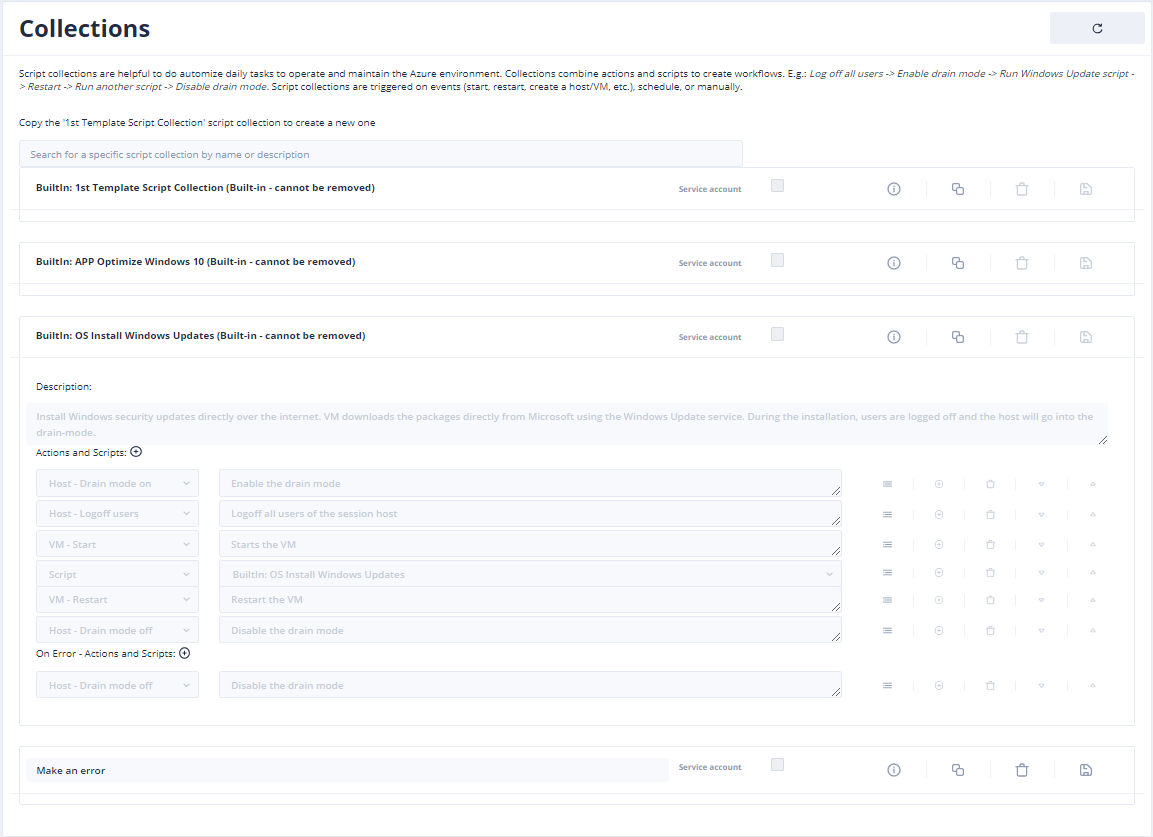 Collections
Script collections are helpful to do automize daily tasks to operate and maintain the Azure environment. Collections combine actions and scripts to create workflows. E.g.: Log off all users -> Enable drain mode -> Run Windows Update script -
> Restart -> Run another script -> Disable drain mode. Script collections are triggered on events (start, restart, create a host/VM, etc.), schedule, or manually.
Copy the '1st Template Script Collection' script collection to create a new one
Search for a specific script collection by name or description
BuiltIn: 1st Template Script Collection (Built-in - cannot be removed) Service account
BuiltIn: APP Optimize Windows 10 (Built-in - cannot be removed) Service account
BuiltIn: OS Install Windows Updates (Built-in - cannot be removed) Service account
Description:
Install Windows security updates directly over the internet. VM downloads the packages directly from Microsoft using the Windows Update service. During the installation, users are logged off and the host will go into the
drain-mode.
Actions and Scripts:
Host - Drain mode on Enable the drain mode
Host - Logoff users Logoff all users of the session host
VM - Start Starts the VM
Script BuiltIn: OS Install Windows Updates
VM - Restart Restart the VM
Host - Drain mode off Disable the drain mode
On Error - Actions and Scripts:
Host - Drain mode off Disable the drain mode
Make an error Service account